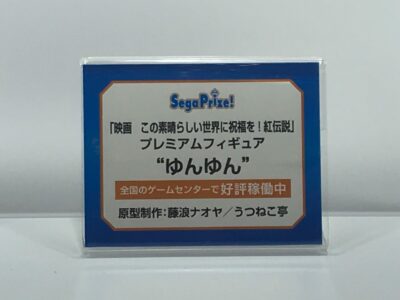 SegaPrize!
「映画 この素晴らしい世界に祝福を!紅伝説」
プレミアムフィギュア
“ゆんゆん”
全国のゲームセンターで好評稼働中
原型制作:藤浪ナオヤ/うつねこ亭